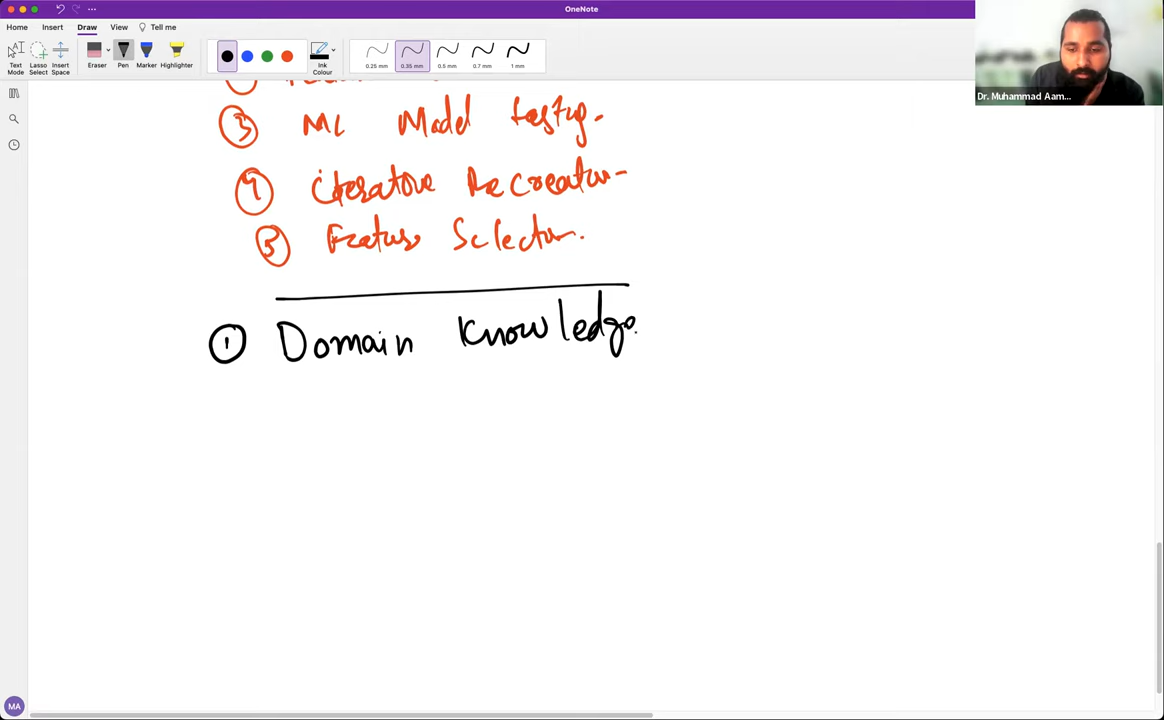 OneNote
Home Insert Draw View Tell me
Text Mode Lasso Select Insert Space Eraser Pen Marker Highlighter Ink Colour 0.25 mm 0.35 mm 0.5 mm 0.7 mm 1 mm
Dr. Muhammad Aam...
3 ML Model testing.
4 iterative Recreation-
5 Feature Selection.
1 Domain Knowledge.
MA